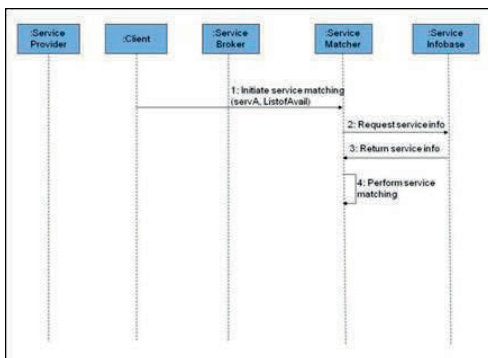 :Service
Provider
:Client
:Service
Broker
:Service
Matcher
:Service
Infobase
1: Initiate service matching
(servA, ListofAvail)
2: Request service info
3: Return service info
4: Perform service
matching